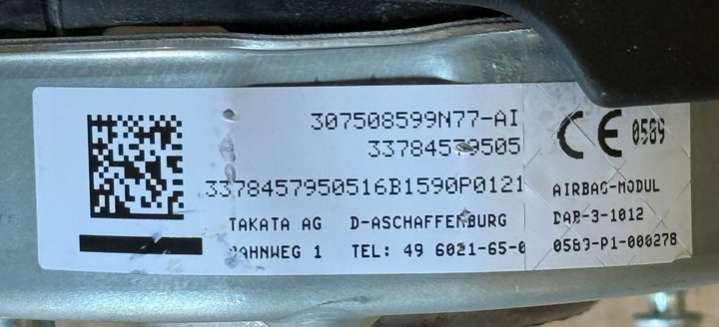 307508599N77-AI
33784579505
3378457950516B1590P0121
TAKATA AG D-ASCHAFFENBURG
BAHNWEG 1 TEL: 49 6021-65-0
CE 0589
AIRBAG-MODUL
DAB-3-1012
0589-P1-000278